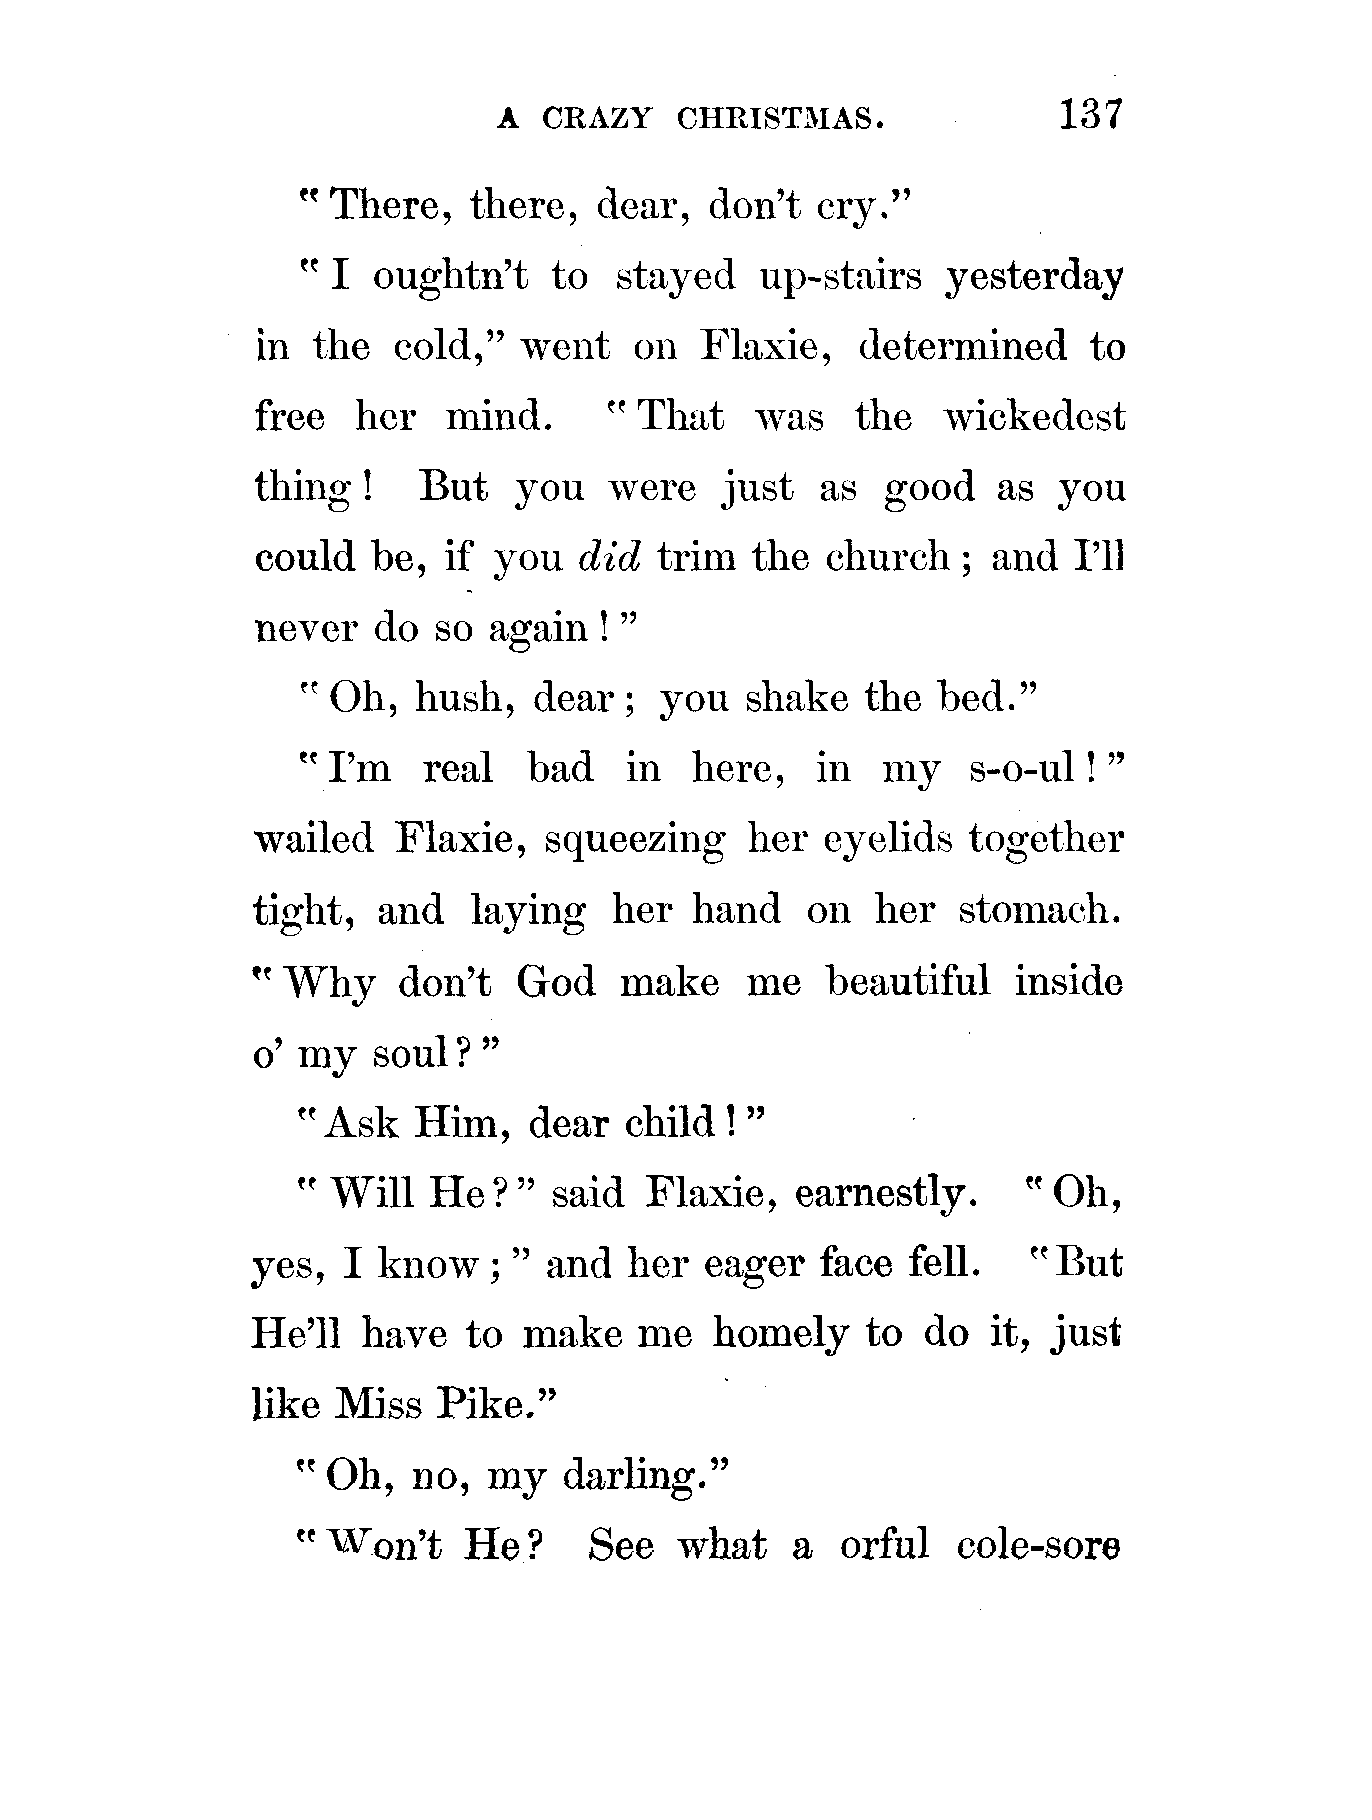 A CRAZY CHRISTMAS. 137
"There, there, dear, don't cry."
"I oughtn't to stayed up-stairs yesterday
in the cold," went on Flaxie, determined to
free her mind. "That was the wickedest
thing! But you were just as good as you
could be, if you did trim the church; and I'll
never do so again!"
"Oh, hush, dear; you shake the bed."
"I'm real bad in here, in my s-o-ul!"
wailed Flaxie, squeezing her eyelids together
tight, and laying her hand on her stomach.
"Why don't God make me beautiful inside
o' my soul?"
"Ask Him, dear child!"
"Will He?" said Flaxie, earnestly. "Oh,
yes, I know;" and her eager face fell. "But
He'll have to make me homely to do it, just
like Miss Pike."
"Oh, no, my darling."
"Won't He? See what a orful cole-sore